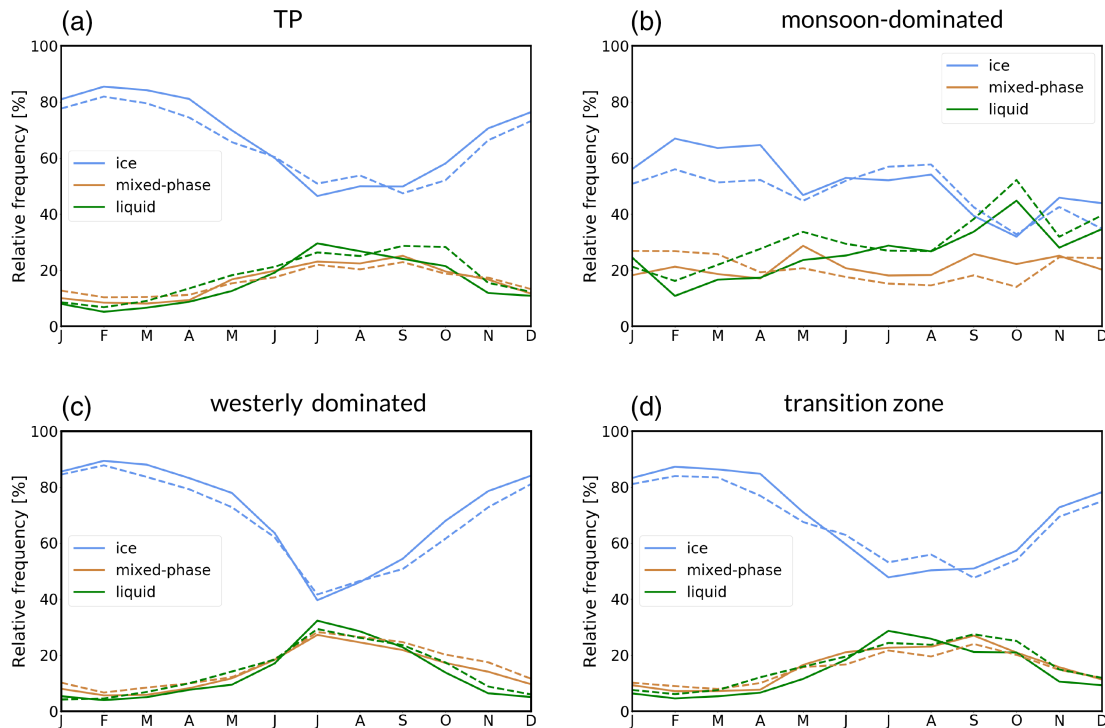 (a) TP
Relative frequency [%]
100
80
60
40
20
0
ice
mixed-phase
liquid
J F M A M J J A S O N D
(b) monsoon-dominated
Relative frequency [%]
100
80
60
40
20
0
ice
mixed-phase
liquid
J F M A M J J A S O N D
(c) westerly dominated
Relative frequency [%]
100
80
60
40
20
0
ice
mixed-phase
liquid
J F M A M J J A S O N D
(d) transition zone
Relative frequency [%]
100
80
60
40
20
0
ice
mixed-phase
liquid
J F M A M J J A S O N D